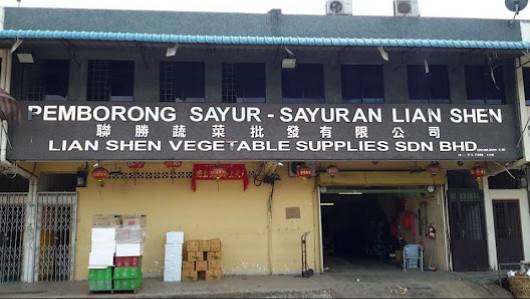 PEMBORONG SAYUR - SAYURAN LIAN SHEN
聯勝蔬菜批發有限公司
LIAN SHEN VEGETABLE SUPPLIES SDN BHD